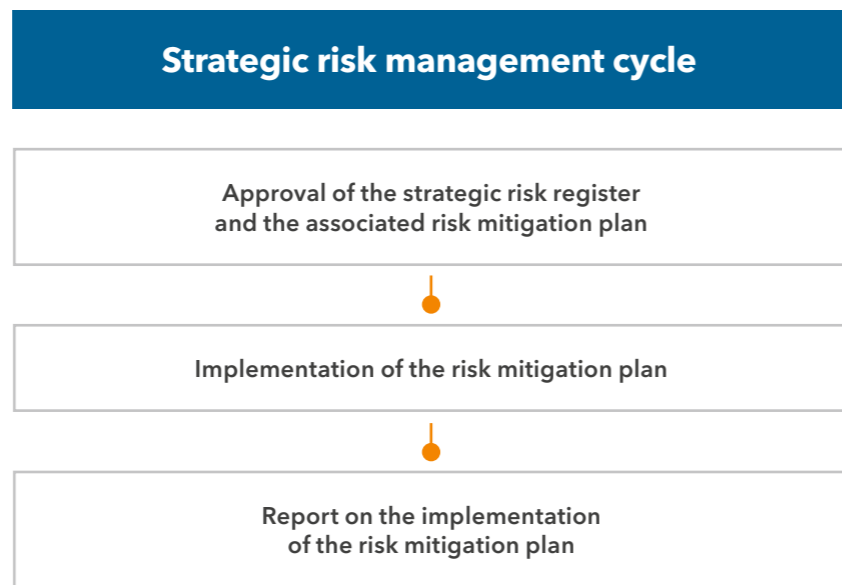 Strategic risk management cycle
Approval of the strategic risk register
and the associated risk mitigation plan
Implementation of the risk mitigation plan
Report on the implementation
of the risk mitigation plan